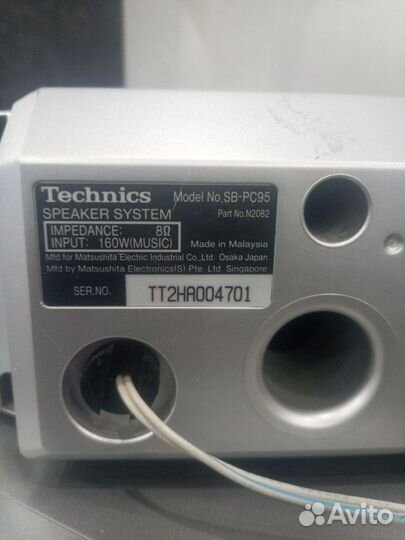 Technics Model No.SB-PC95
SPEAKER SYSTEM Part No.N2082
IMPEDANCE: 8Ω
INPUT: 160W(MUSIC) Made in Malaysia
Mfd for Matsushita Electric Industrial Co.,Ltd. Osaka Japan
Mfd by Matsushita Electronics(S) Pte Ltd. Singapore
SER.NO. TT2HA004701
Avito